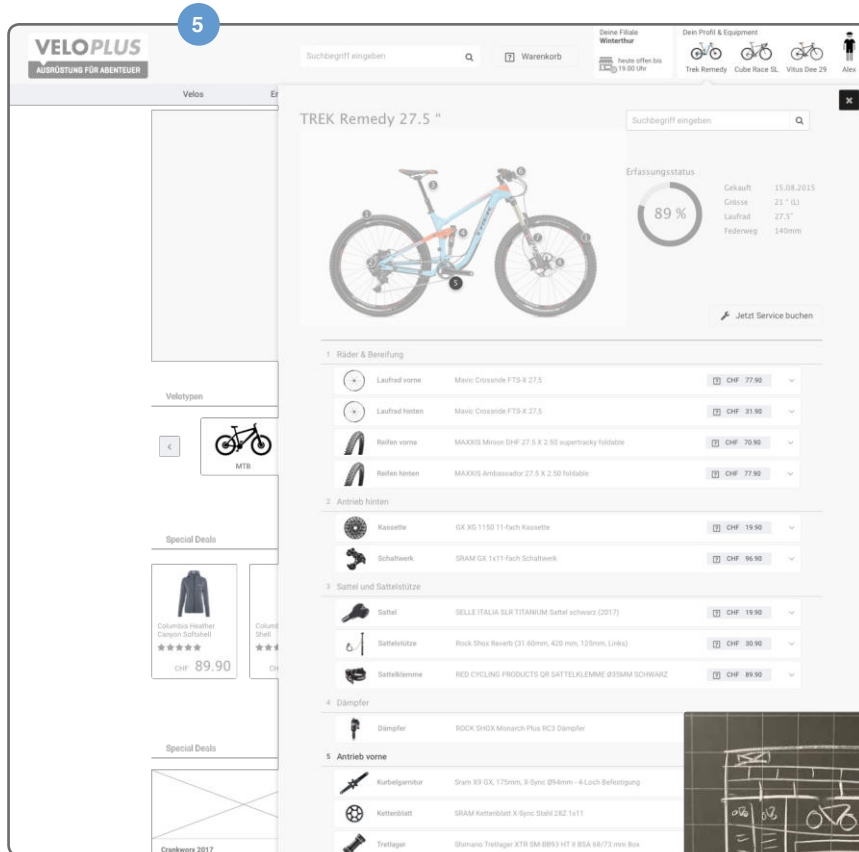 5
VELOPLUS
AUSRÜSTUNG FÜR ABENTEUER
Suchbegriff eingeben
Warenkorb
Deine Filiale
Winterthur
heute offen bis
19:00 Uhr
Dein Profil & Equipment
Trek Remedy
Cube Race SL
Vitus Dee 29
Alex
Velos
TREK Remedy 27.5 "
Suchbegriff eingeben
Erfassungsstatus
89 %
Gekauft 15.08.2015
Grösse 21 " (L)
Laufrad 27.5"
Federweg 140mm
Jetzt Service buchen
Velotypen
MTB
Special Deals
Columbia Heather
Canyon Softshell
CHF 89.90
Shell
Special Deals
Crankworx 2017
1 Räder & Bereifung
Laufrad vorne Mavic Crossride FTS-X 27,5 CHF 77.90
Laufrad hinten Mavic Crossride FTS-X 27,5 CHF 31.90
Reifen vorne MAXXIS Minion DHF 27.5 X 2.50 supertracky foldable CHF 70.90
Reifen hinten MAXXIS Ambassador 27.5 X 2.50 foldable CHF 77.90
2 Antrieb hinten
Kassette GX XG 1150 11-fach Kassette CHF 19.90
Schaltwerk SRAM GX 1x11-fach Schaltwerk CHF 96.90
3 Sattel und Sattelstütze
Sattel SELLE ITALIA SLR TITANIUM Sattel schwarz (2017) CHF 19.90
Sattelstütze Rock Shox Reverb (31.60mm, 420 mm, 125mm, Links) CHF 30.90
Sattelklemme RED CYCLING PRODUCTS QR SATTELKLEMME Ø35MM SCHWARZ CHF 89.90
4 Dämpfer
Dämpfer ROCK SHOX Monarch Plus RC3 Dämpfer
5 Antrieb vorne
Kurbelgarnitur Sram X9 GX, 175mm, X-Sync Ø94mm - 4-Loch Befestigung
Kettenblatt SRAM Kettenblatt X-Sync Stahl 28Z 1x11
Tretlager Shimano Tretlager XTR SM-BB93 HT II BSA 68/73 mm Box